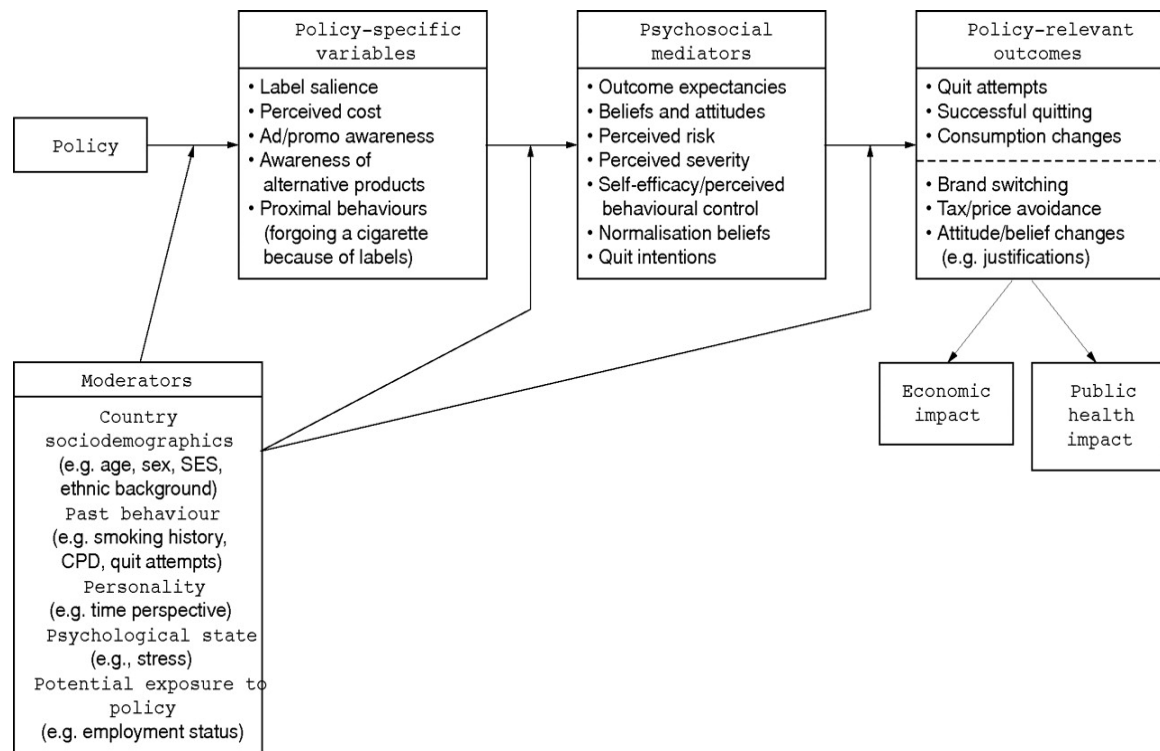 Policy
Policy-specific
variables
• Label salience
• Perceived cost
• Ad/promo awareness
• Awareness of
alternative products
• Proximal behaviours
(forgoing a cigarette
because of labels)
Psychosocial
mediators
• Outcome expectancies
• Beliefs and attitudes
• Perceived risk
• Perceived severity
• Self-efficacy/perceived
behavioural control
• Normalisation beliefs
• Quit intentions
Policy-relevant
outcomes
• Quit attempts
• Successful quitting
• Consumption changes
• Brand switching
• Tax/price avoidance
• Attitude/belief changes
(e.g. justifications)
Economic
impact
Public
health
impact
Moderators
Country
sociodemographics
(e.g. age, sex, SES,
ethnic background)
Past behaviour
(e.g. smoking history,
CPD, quit attempts)
Personality
(e.g. time perspective)
Psychological state
(e.g., stress)
Potential exposure to
policy
(e.g. employment status)